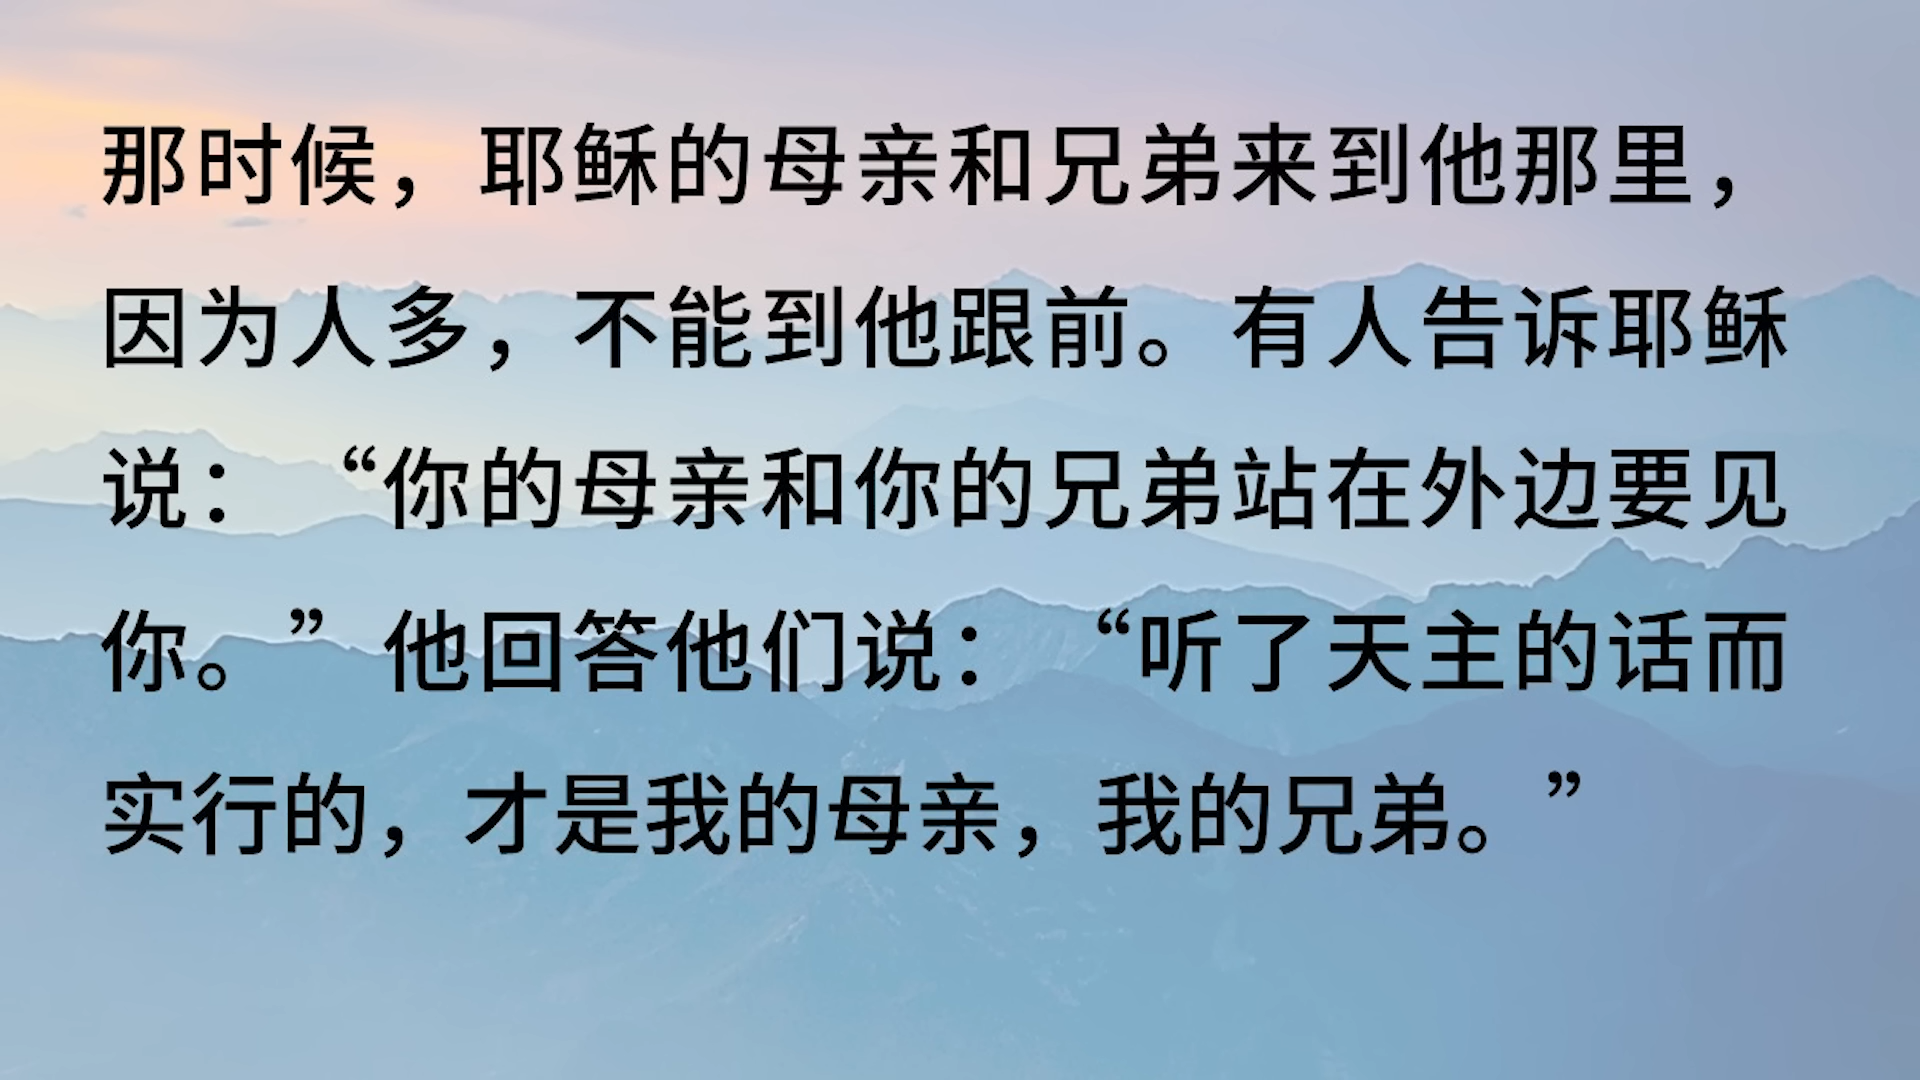 那时候，耶稣的母亲和兄弟来到他那里，
因为人多，不能到他跟前。有人告诉耶稣
说：“你的母亲和你的兄弟站在外边要见
你。”他回答他们说：“听了天主的话而
实行的，才是我的母亲，我的兄弟。”